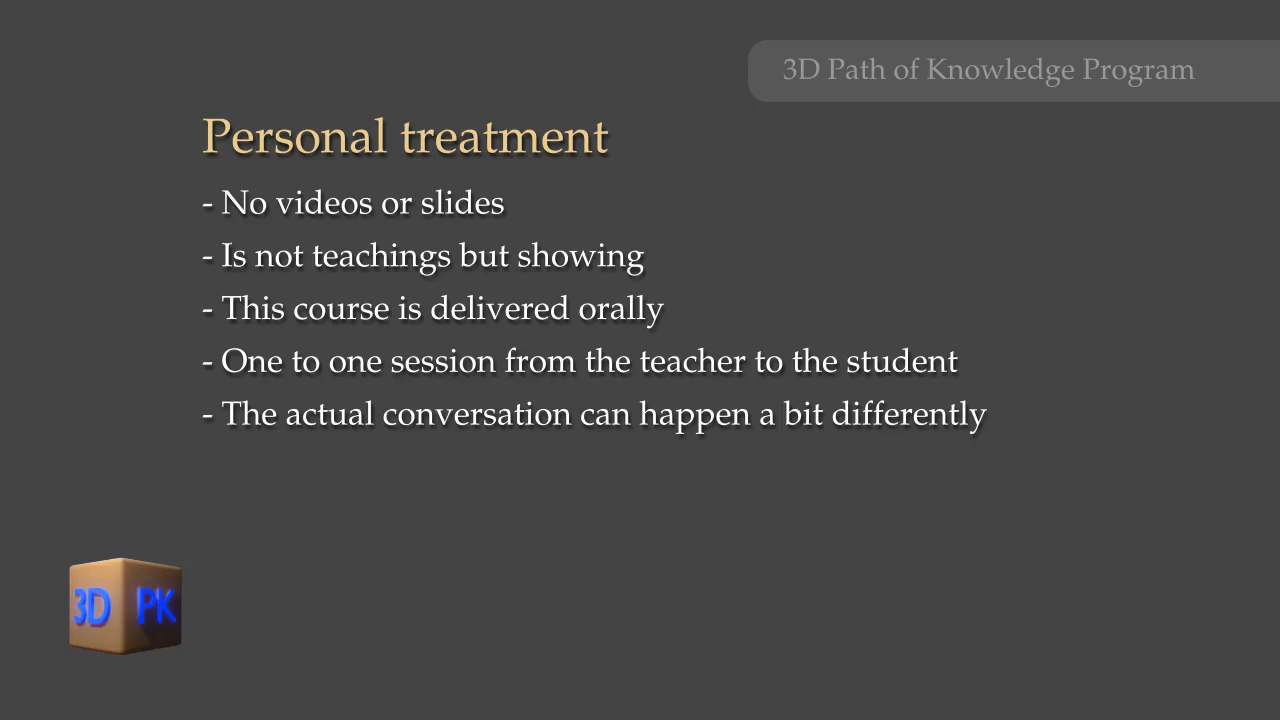 3D Path of Knowledge Program
Personal treatment
- No videos or slides
- Is not teachings but showing
- This course is delivered orally
- One to one session from the teacher to the student
- The actual conversation can happen a bit differently
3D PK